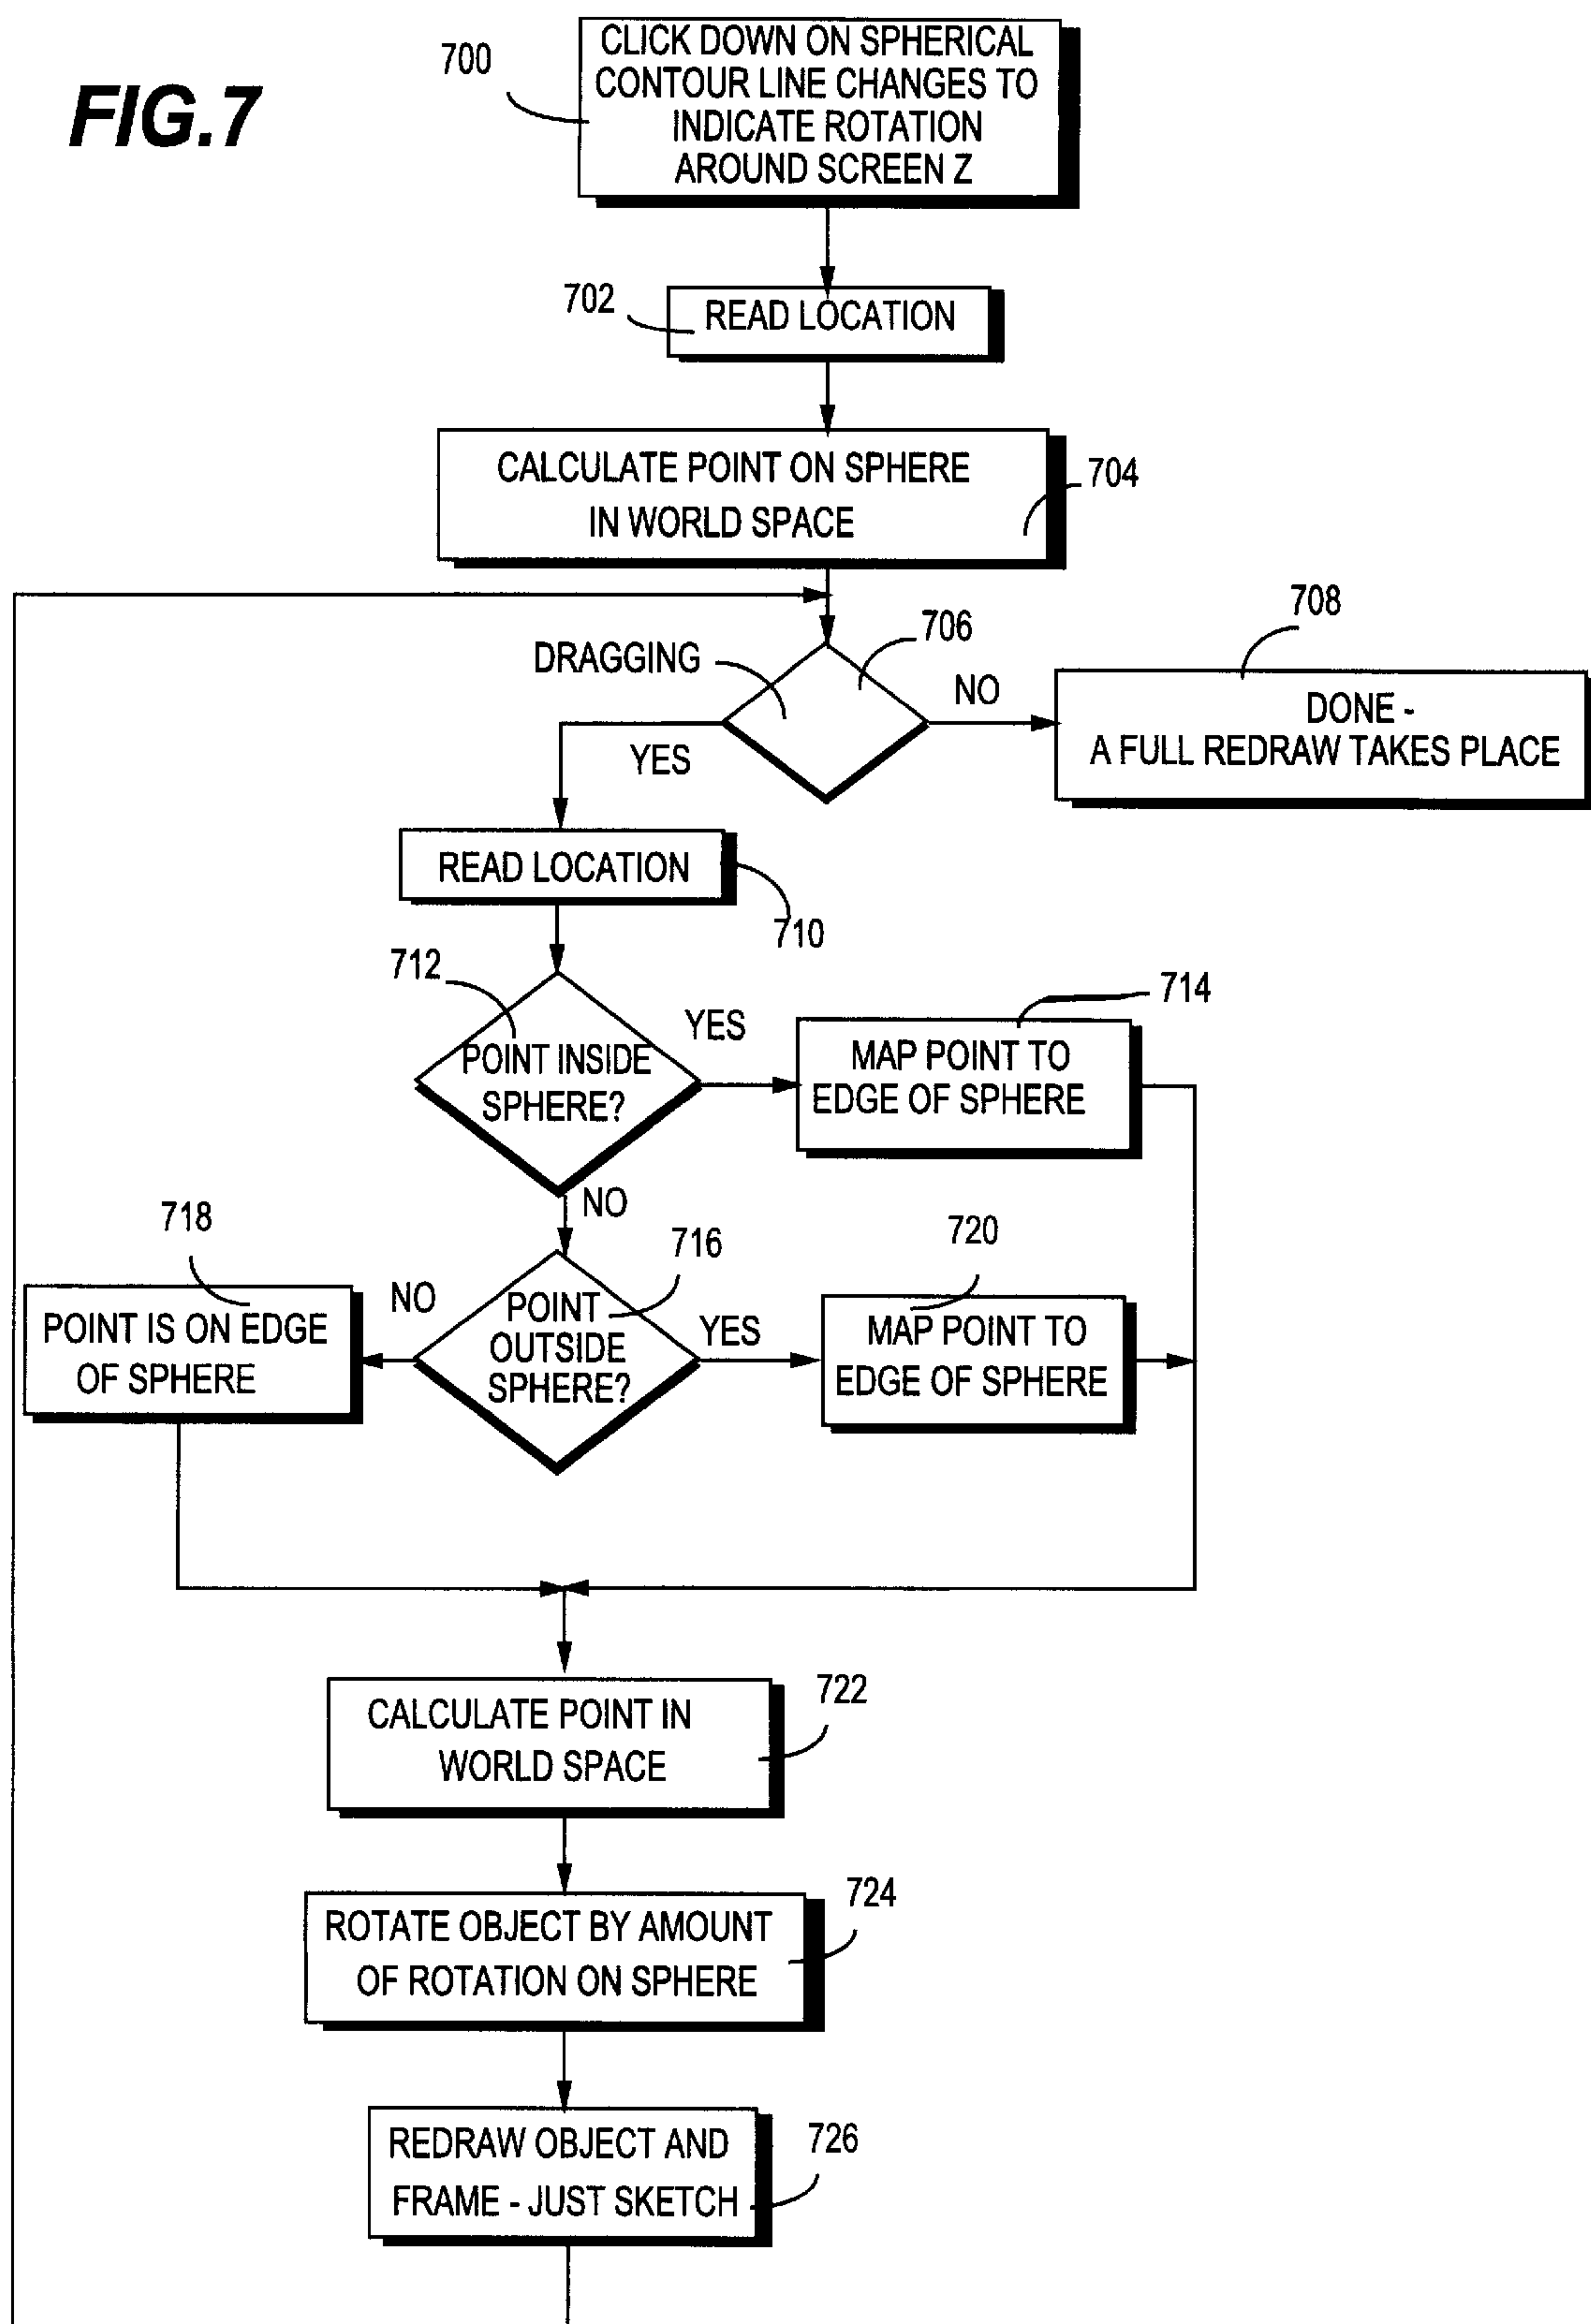 FIG.7
700
CLICK DOWN ON SPHERICAL
CONTOUR LINE CHANGES TO
INDICATE ROTATION
AROUND SCREEN Z
702
READ LOCATION
CALCULATE POINT ON SPHERE
IN WORLD SPACE
704
706
DRAGGING
NO
708
DONE -
A FULL REDRAW TAKES PLACE
YES
READ LOCATION
710
712
POINT INSIDE
SPHERE?
YES
714
MAP POINT TO
EDGE OF SPHERE
NO
718
POINT IS ON EDGE
OF SPHERE
NO
716
POINT
OUTSIDE
SPHERE?
YES
720
MAP POINT TO
EDGE OF SPHERE
CALCULATE POINT IN
WORLD SPACE
722
ROTATE OBJECT BY AMOUNT
OF ROTATION ON SPHERE
724
REDRAW OBJECT AND
FRAME - JUST SKETCH
726